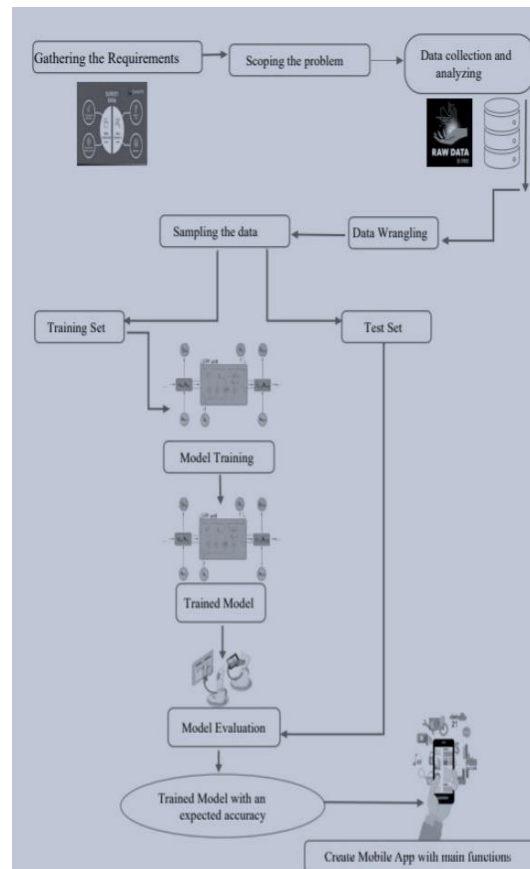 Gathering the Requirements
Scoping the problem
Data collection and
analyzing
RAW DATA
Sampling the data
Data Wrangling
Training Set
Test Set
Model Training
Trained Model
Model Evaluation
Trained Model with an
expected accuracy
Create Mobile App with main functions